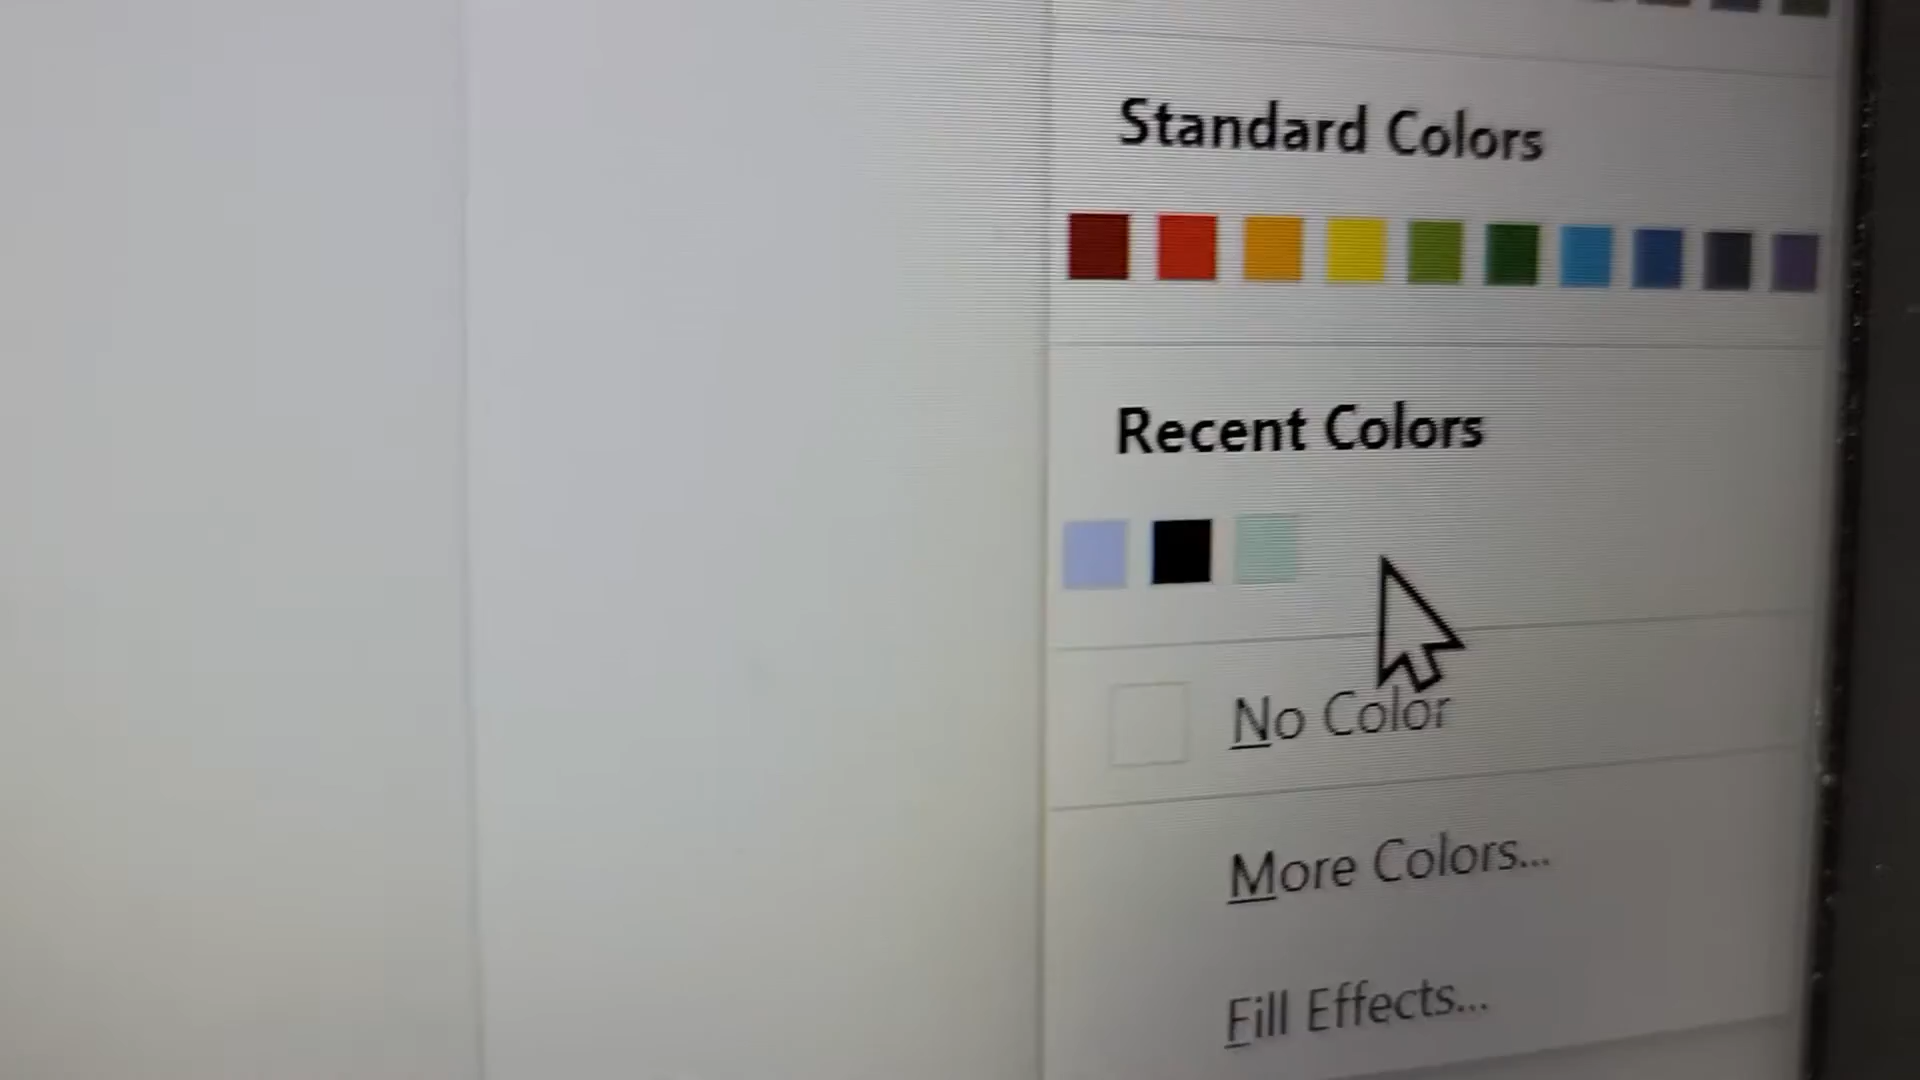 Standard Colors
Recent Colors
No Color
More Colors...
Fill Effects...